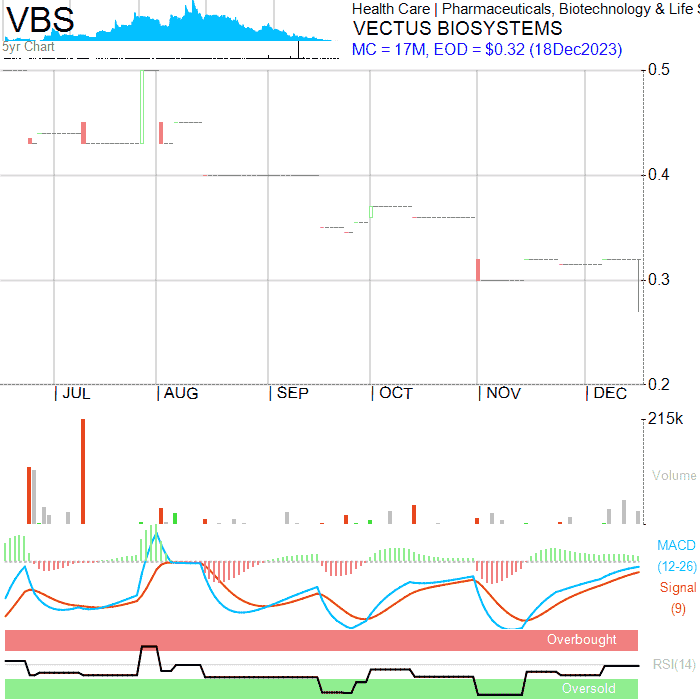 VBS
5yr Chart
Health Care | Pharmaceuticals, Biotechnology & Life S
VECTUS BIOSYSTEMS
MC = 17M, EOD = $0.32 (18Dec2023)
0.5
0.4
0.3
0.2
JUL AUG SEP OCT NOV DEC
215k
Volume
MACD
(12-26)
Signal
(9)
Overbought
RSI(14)
Oversold